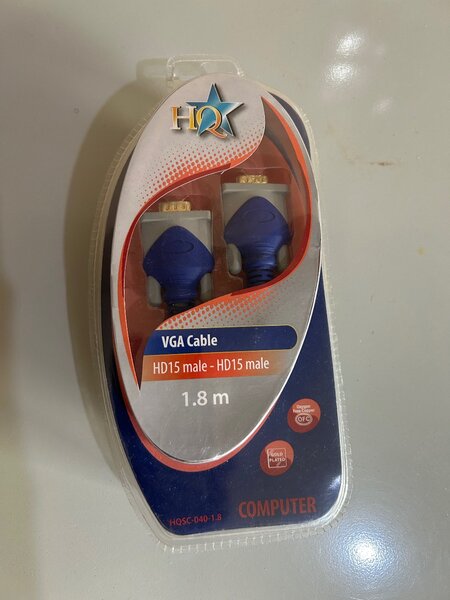 HQ
VGA Cable
HD15 male - HD15 male
1.8 m
Oxygen
Free Copper
OFC
GOLD
PLATED
COMPUTER
HQSC-040-1.8